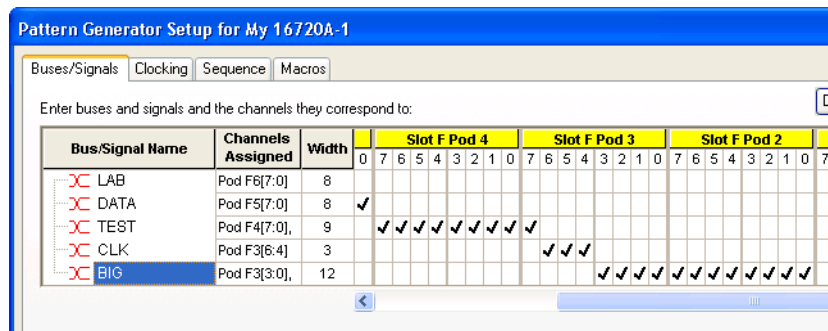 Pattern Generator Setup for My 16720A-1
Buses/Signals Clocking Sequence Macros
Enter buses and signals and the channels they correspond to:
Bus/Signal Name Channels Assigned Width Slot F Pod 4 Slot F Pod 3 Slot F Pod 2
0 7 6 5 4 3 2 1 0 7 6 5 4 3 2 1 0 7 6 5 4 3 2 1 0 7
LAB Pod F6[7:0] 8
DATA Pod F5[7:0] 8 ✓
TEST Pod F4[7:0], 9 ✓ ✓ ✓ ✓ ✓ ✓ ✓ ✓ ✓
CLK Pod F3[6:4] 3 ✓ ✓ ✓
BIG Pod F3[3:0], 12 ✓ ✓ ✓ ✓ ✓ ✓ ✓ ✓ ✓ ✓ ✓ ✓